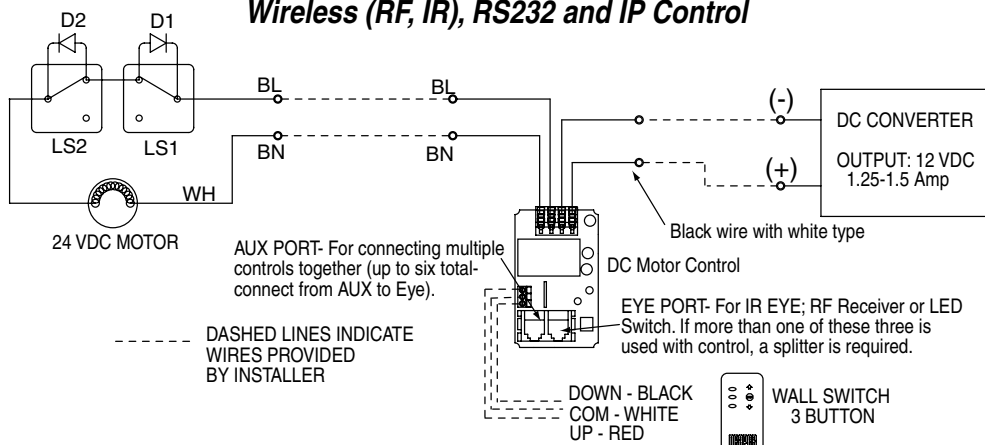 Wireless (RF, IR), RS232 and IP Control
D2
D1
LS2
LS1
BL
BL
BN
BN
WH
24 VDC MOTOR
(-)
(+)
DC CONVERTER
OUTPUT: 12 VDC
1.25-1.5 Amp
Black wire with white type
DC Motor Control
AUX PORT- For connecting multiple
controls together (up to six total-
connect from AUX to Eye).
EYE PORT- For IR EYE; RF Receiver or LED
Switch. If more than one of these three is
used with control, a splitter is required.
DASHED LINES INDICATE
WIRES PROVIDED
BY INSTALLER
DOWN - BLACK
COM - WHITE
UP - RED
WALL SWITCH
3 BUTTON